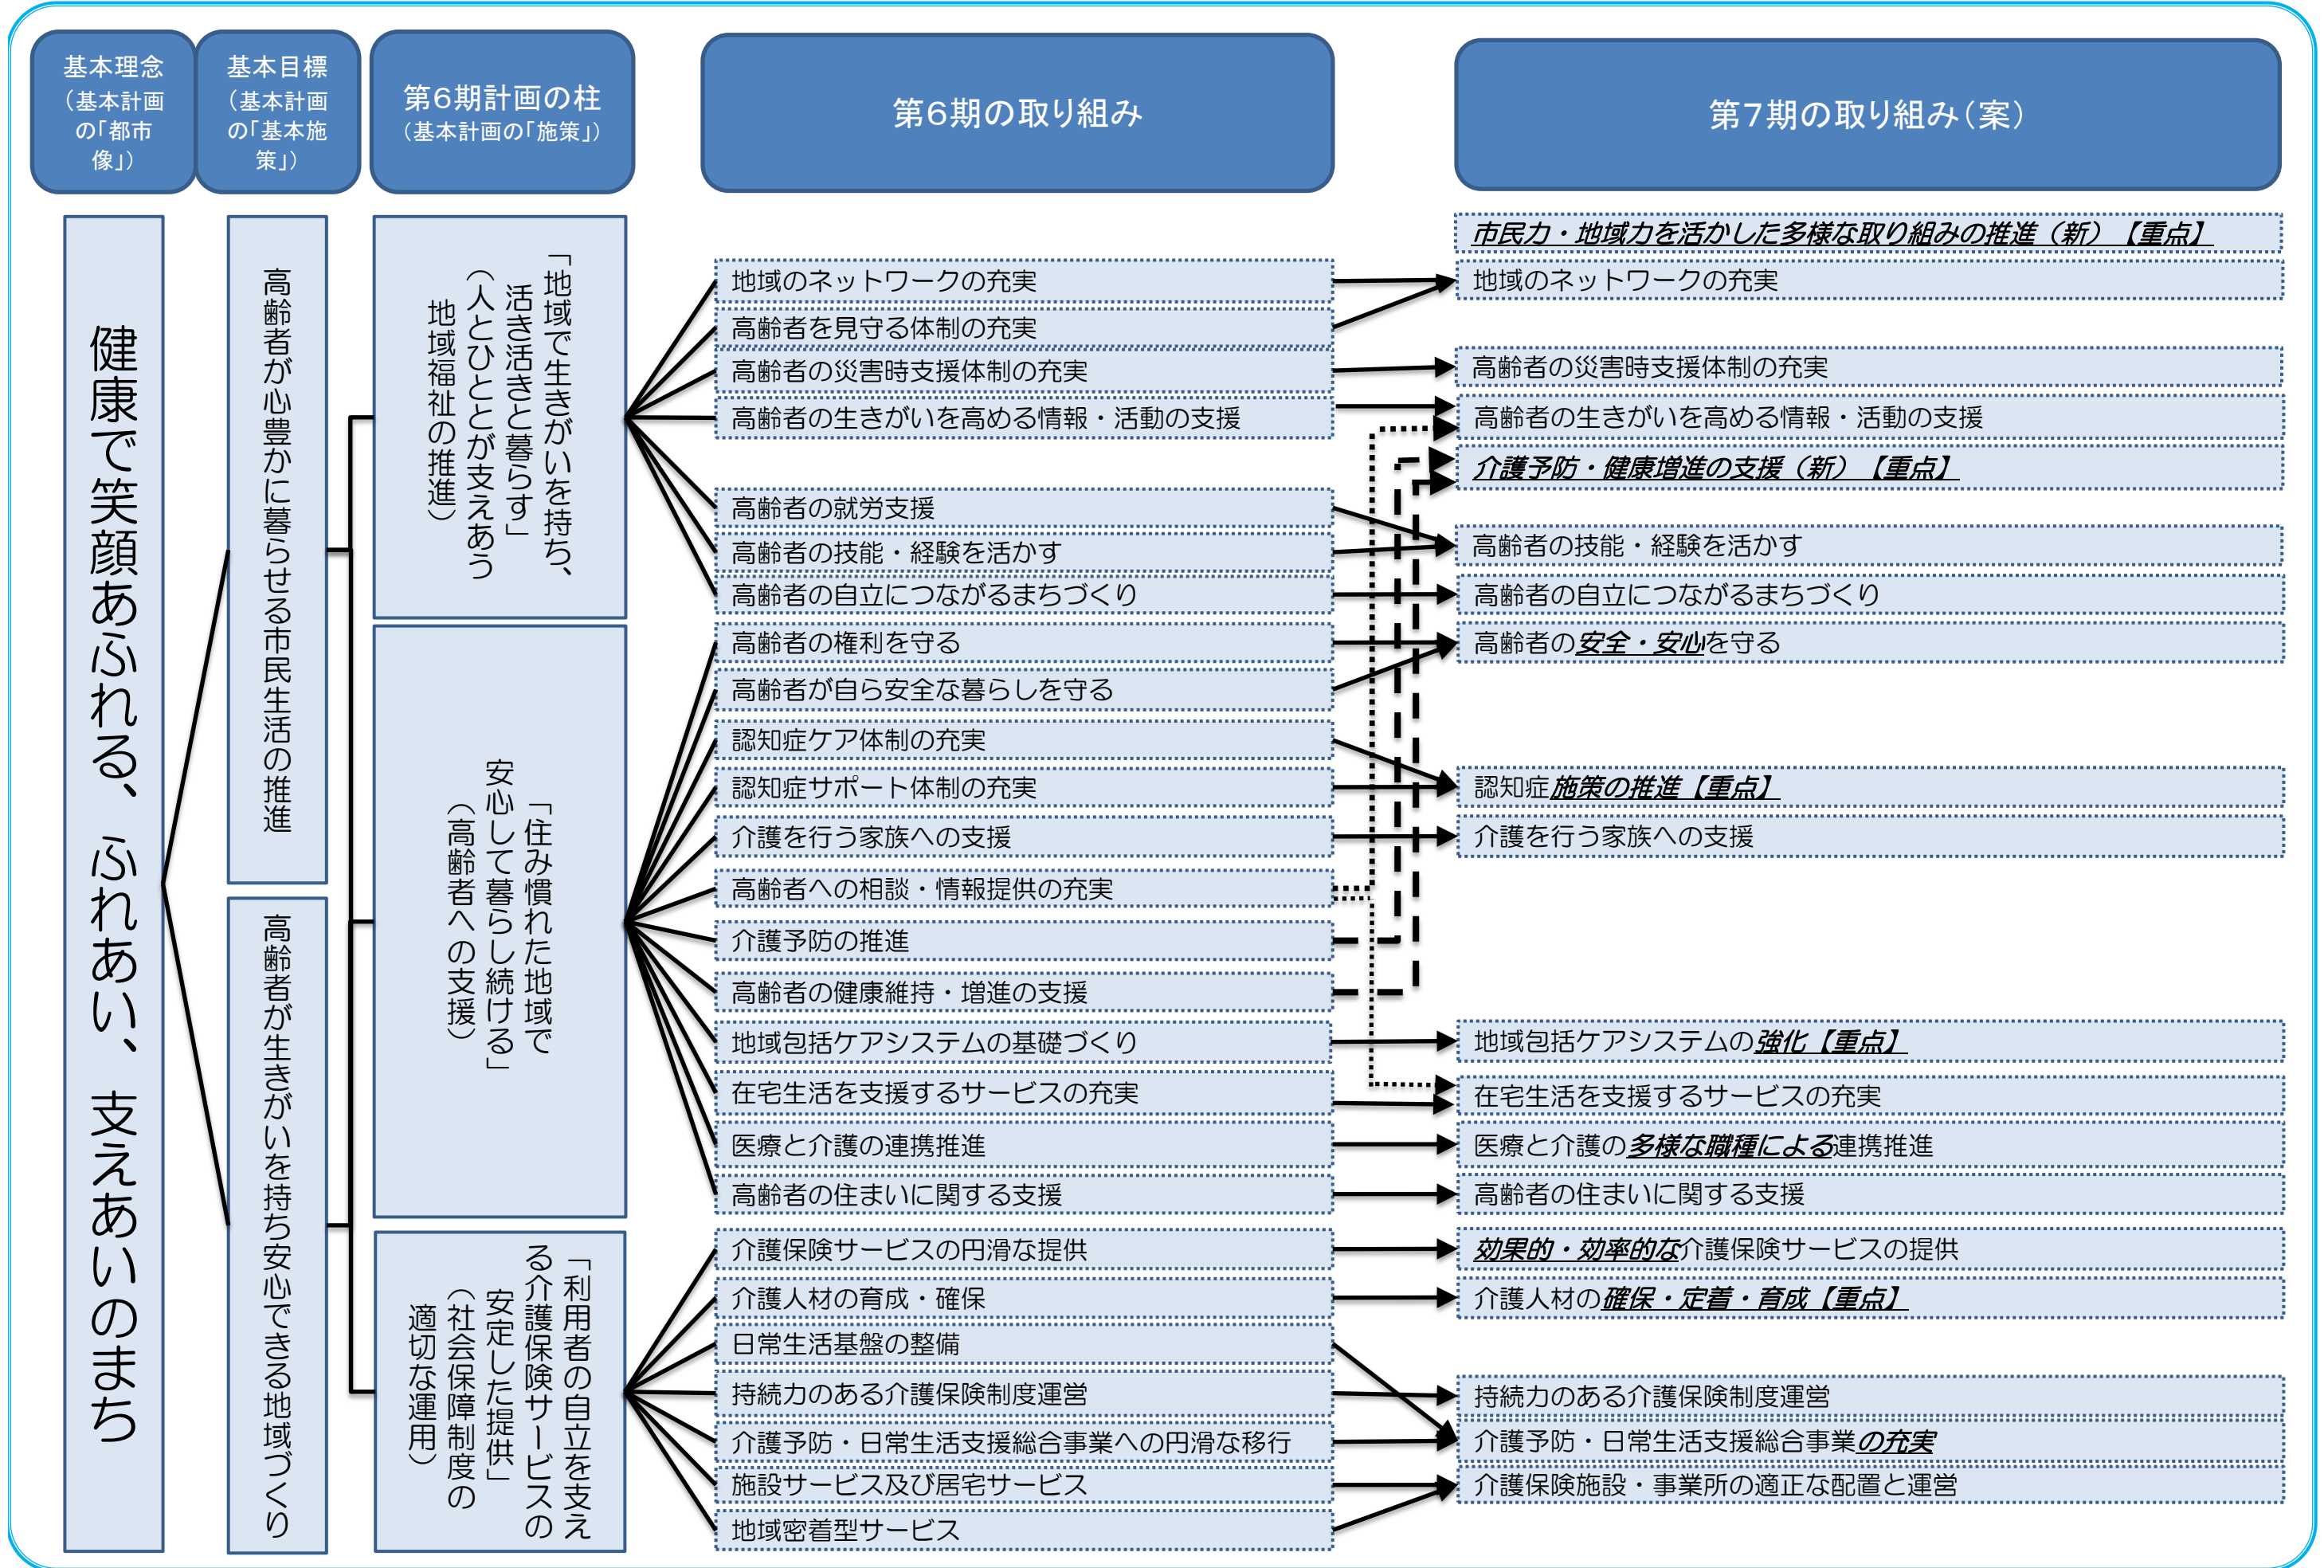 基本理念
（基本計画
の「都市
像」）
基本目標
（基本計画
の「基本施
策」）
第６期計画の柱
（基本計画の「施策」）
第６期の取り組み
第７期の取り組み（案）
健康で笑顔あふれる、ふれあい、支えあいのまち
高齢者が心豊かに暮らせる市民生活の推進
高齢者が生きがいを持ち安心できる地域づくり
「地域で生きがいを持ち、
活き活きと暮らす」
（人とひととが支えあう
地域福祉の推進）
「住み慣れた地域で
安心して暮らし続ける」
（高齢者への支援）
「利用者の自立を支え
る介護保険サービスの
安定した提供」
（社会保障制度の
適切な運用）
地域のネットワークの充実
高齢者を見守る体制の充実
高齢者の災害時支援体制の充実
高齢者の生きがいを高める情報・活動の支援
高齢者の就労支援
高齢者の技能・経験を活かす
高齢者の自立につながるまちづくり
高齢者の権利を守る
高齢者が自ら安全な暮らしを守る
認知症ケア体制の充実
認知症サポート体制の充実
介護を行う家族への支援
高齢者への相談・情報提供の充実
介護予防の推進
高齢者の健康維持・増進の支援
地域包括ケアシステムの基礎づくり
在宅生活を支援するサービスの充実
医療と介護の連携推進
高齢者の住まいに関する支援
介護保険サービスの円滑な提供
介護人材の育成・確保
日常生活基盤の整備
持続力のある介護保険制度運営
介護予防・日常生活支援総合事業への円滑な移行
施設サービス及び居宅サービス
地域密着型サービス
市民力・地域力を活かした多様な取り組みの推進（新）【重点】
地域のネットワークの充実
高齢者の災害時支援体制の充実
高齢者の生きがいを高める情報・活動の支援
介護予防・健康増進の支援（新）【重点】
高齢者の技能・経験を活かす
高齢者の自立につながるまちづくり
高齢者の安全・安心を守る
認知症施策の推進【重点】
介護を行う家族への支援
地域包括ケアシステムの強化【重点】
在宅生活を支援するサービスの充実
医療と介護の多様な職種による連携推進
高齢者の住まいに関する支援
効果的・効率的な介護保険サービスの提供
介護人材の確保・定着・育成【重点】
持続力のある介護保険制度運営
介護予防・日常生活支援総合事業の充実
介護保険施設・事業所の適正な配置と運営